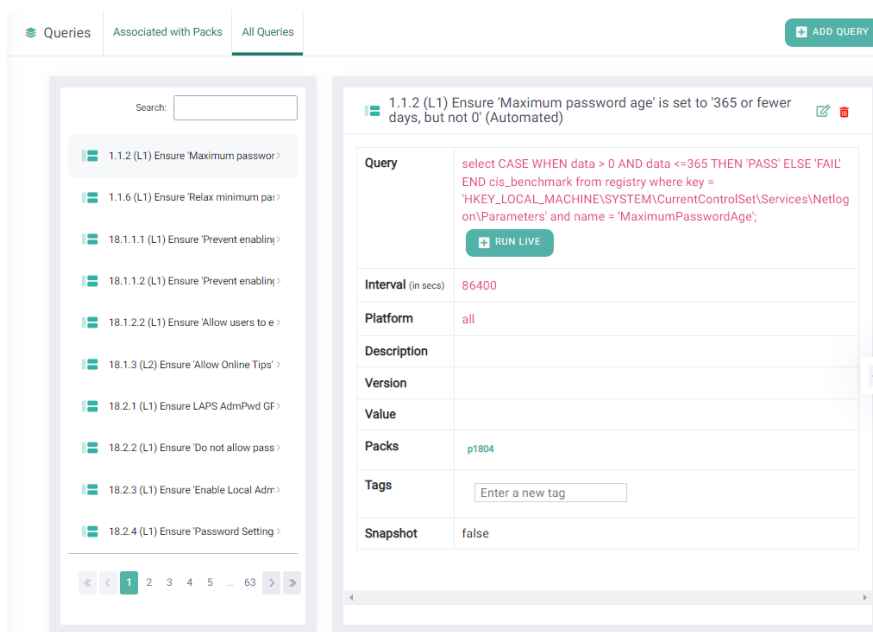 Queries
Associated with Packs
All Queries
ADD QUERY
Search:
1.1.2 (L1) Ensure 'Maximum passwor
1.1.6 (L1) Ensure 'Relax minimum pa
18.1.1.1 (L1) Ensure 'Prevent enabling
18.1.1.2 (L1) Ensure 'Prevent enabling
18.1.2.2 (L1) Ensure 'Allow users to e
18.1.3 (L2) Ensure 'Allow Online Tips'
18.2.1 (L1) Ensure LAPS AdmPwd GP
18.2.2 (L1) Ensure 'Do not allow pass
18.2.3 (L1) Ensure 'Enable Local Adm
18.2.4 (L1) Ensure 'Password Setting
« < 1 2 3 4 5 … 63 > »
1.1.2 (L1) Ensure 'Maximum password age' is set to '365 or fewer
days, but not 0' (Automated)
Query
select CASE WHEN data > 0 AND data <=365 THEN 'PASS' ELSE 'FAIL'
END cis_benchmark from registry where key =
'HKEY_LOCAL_MACHINE\SYSTEM\CurrentControlSet\Services\Netlog
on\Parameters' and name = 'MaximumPasswordAge';
RUN LIVE
Interval (in secs) 86400
Platform all
Description
Version
Value
Packs p1804
Tags Enter a new tag
Snapshot false